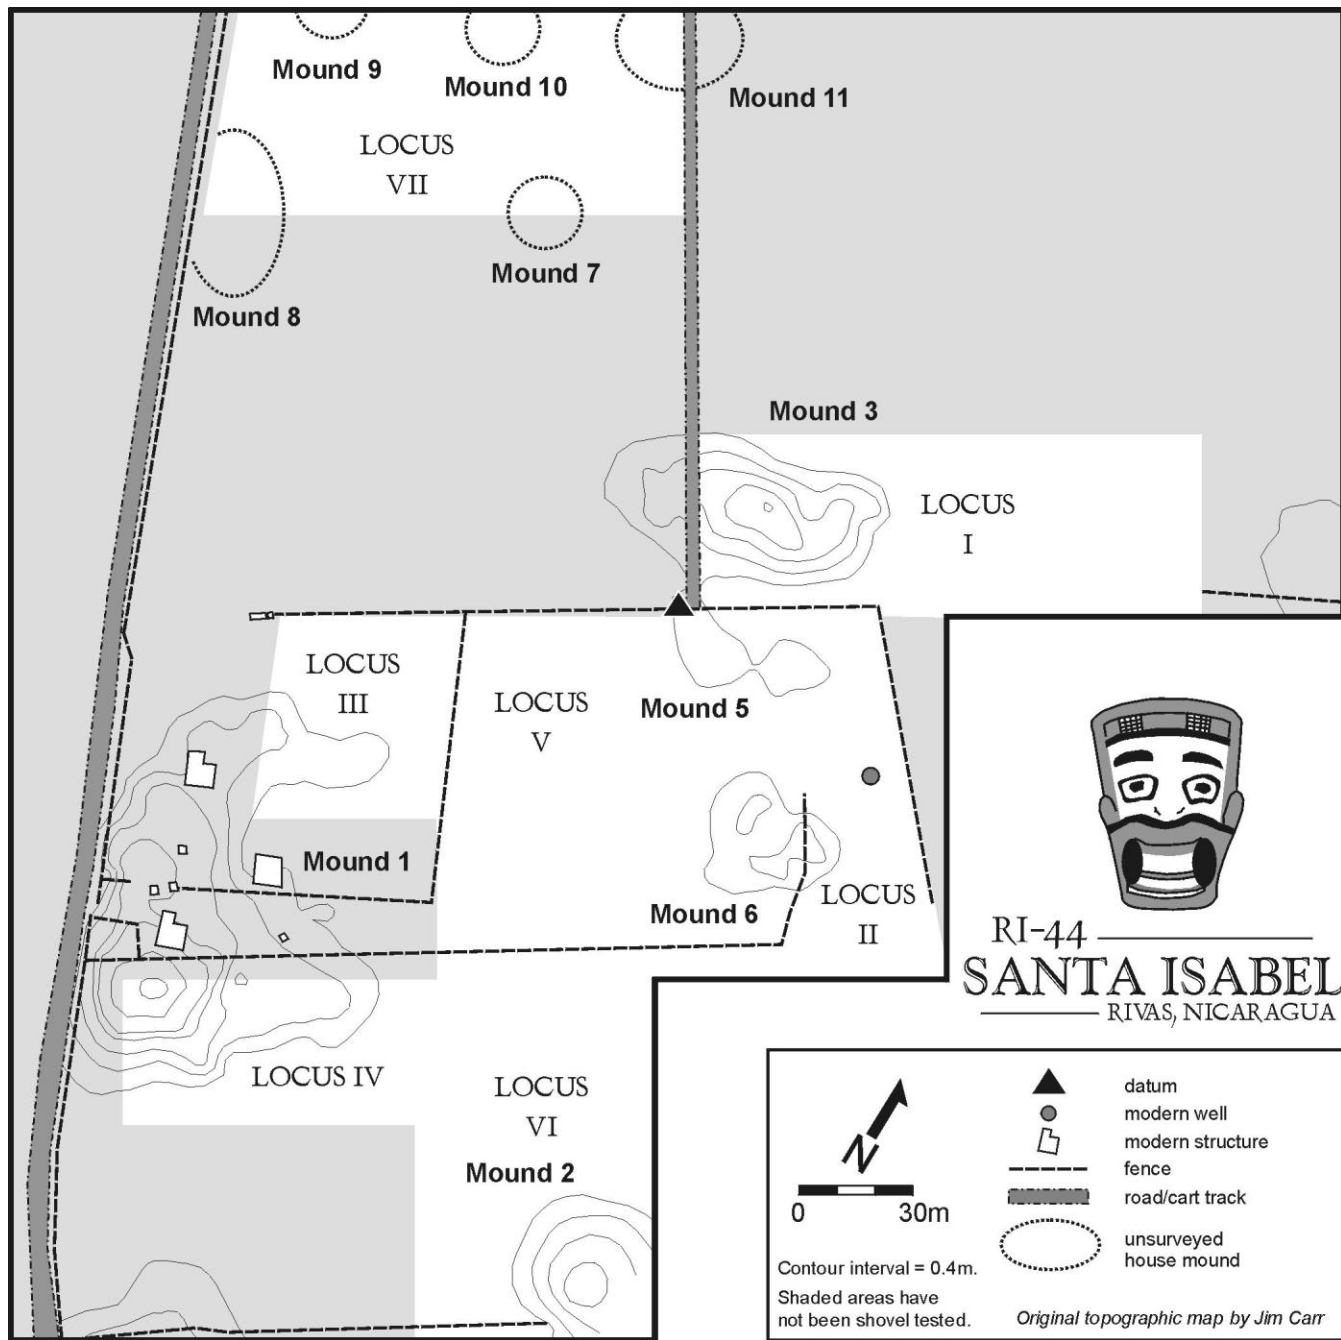 Mound 9
Mound 10
Mound 11
LOCUS
VII
Mound 7
Mound 8
Mound 3
LOCUS
I
LOCUS
III
LOCUS
V
Mound 5
Mound 1
Mound 6
LOCUS
II
RI-44
SANTA ISABEL
RIVAS, NICARAGUA
LOCUS IV
LOCUS
VI
Mound 2
N
0 30m
Contour interval = 0.4m.
Shaded areas have
not been shovel tested.
datum
modern well
modern structure
fence
road/cart track
unsurveyed
house mound
Original topographic map by Jim Carr